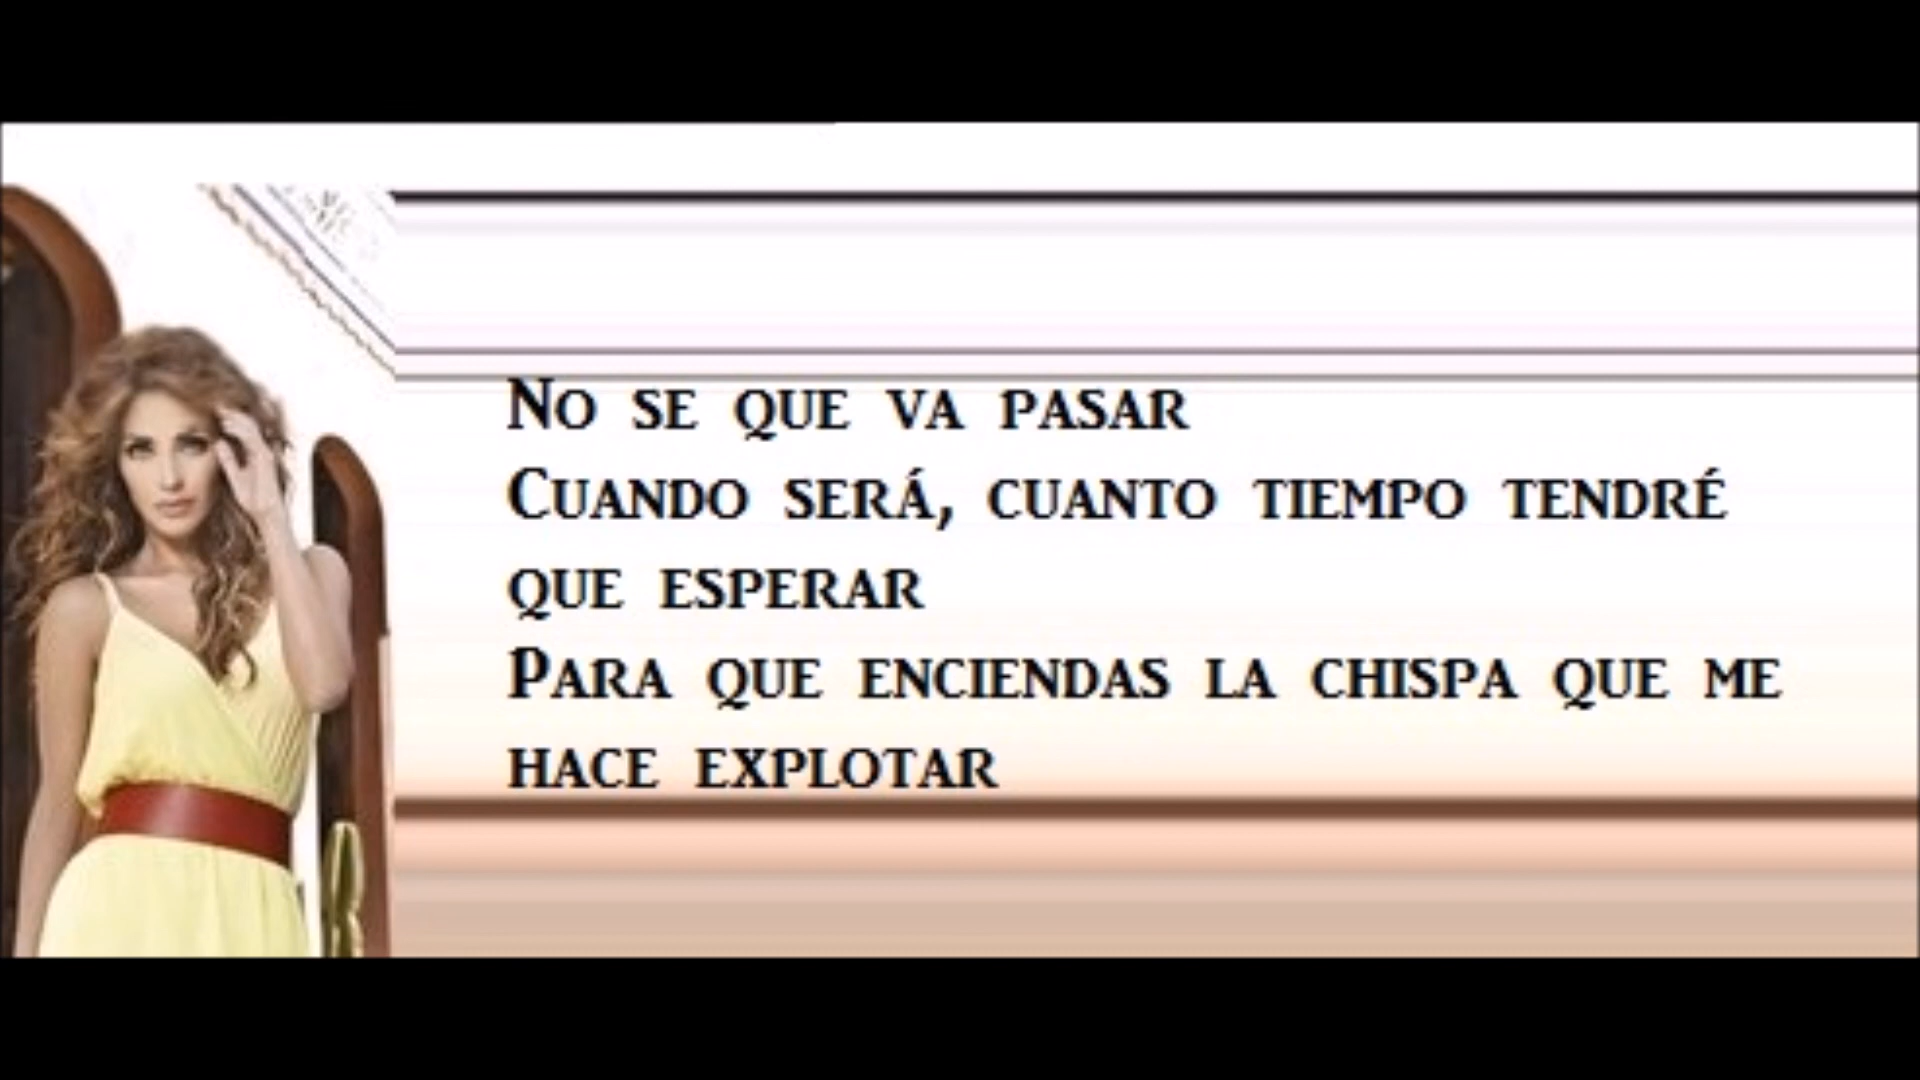 No se que va pasar
Cuando será, cuanto tiempo tendré
que esperar
Para que enciendas la chispa que me
hace explotar